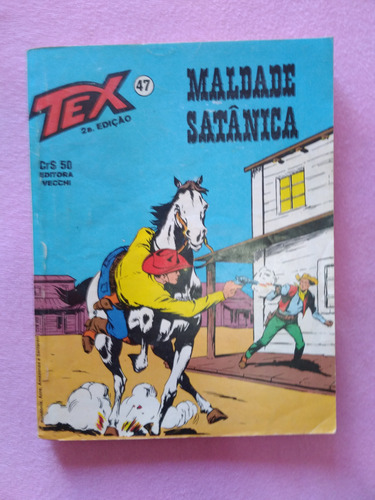 TEX
47
2a. EDIÇÃO
Cr$ 50
EDITORA
VECCHI
MALDADE
SATÂNICA